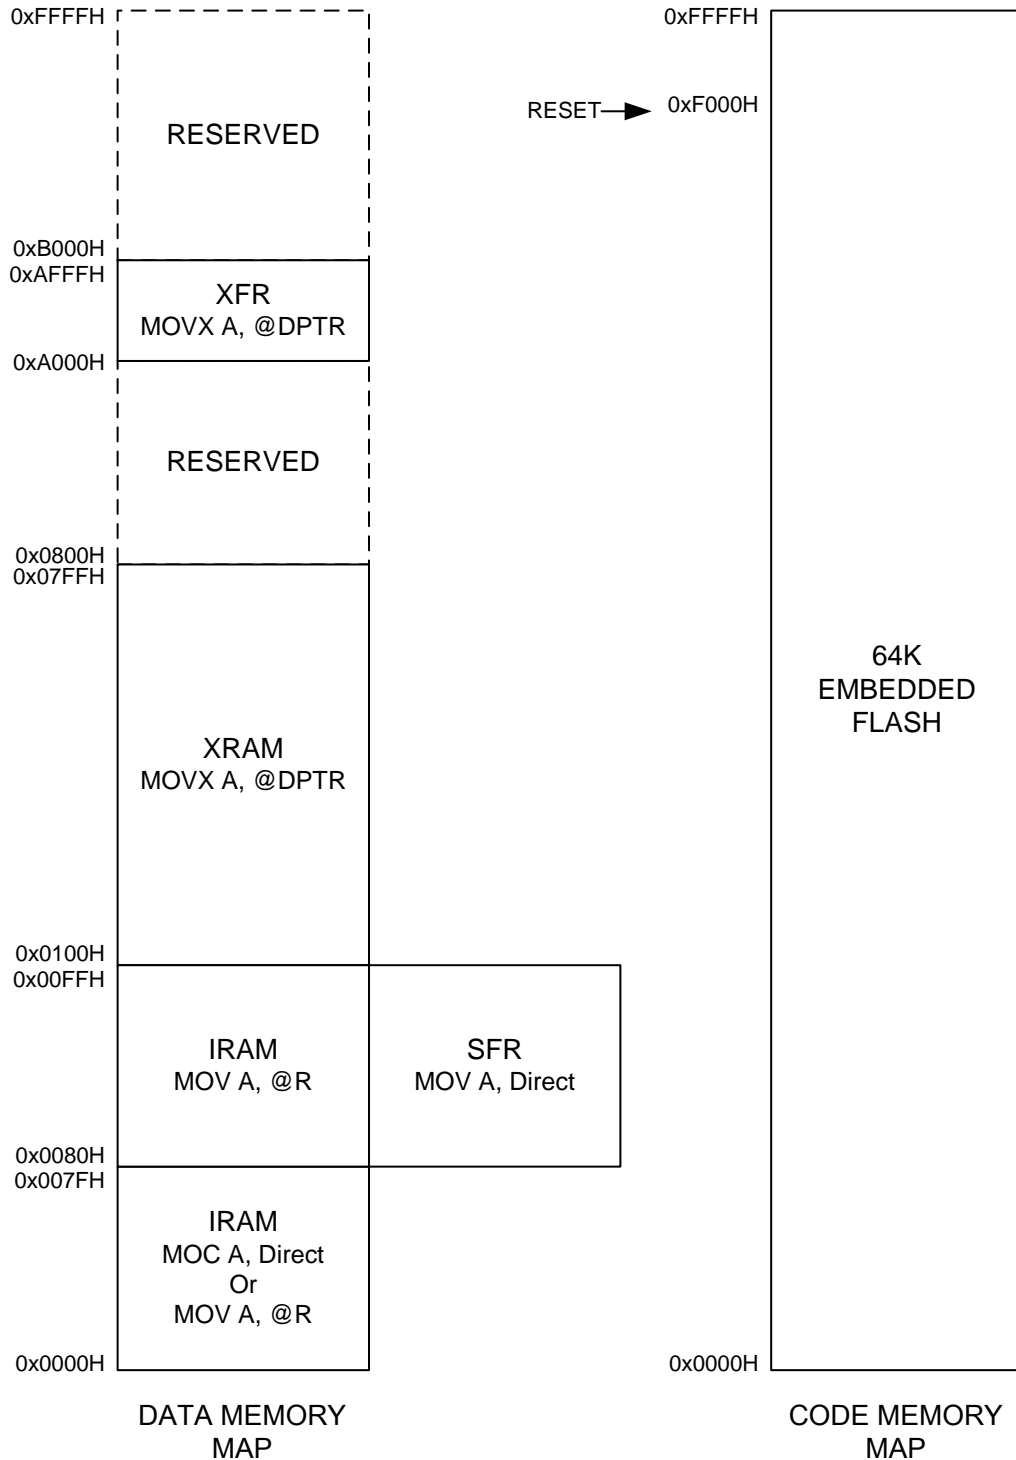 0xFFFFH
RESERVED
0xB000H
0xAFFFH
XFR
MOVX A, @DPTR
0xA000H
RESERVED
0x0800H
0x07FFH
XRAM
MOVX A, @DPTR
0x0100H
0x00FFH
IRAM
MOV A, @R
SFR
MOV A, Direct
0x0080H
0x007FH
IRAM
MOC A, Direct
Or
MOV A, @R
0x0000H
DATA MEMORY
MAP
0xFFFFH
RESET
0xF000H
64K
EMBEDDED
FLASH
0x0000H
CODE MEMORY
MAP